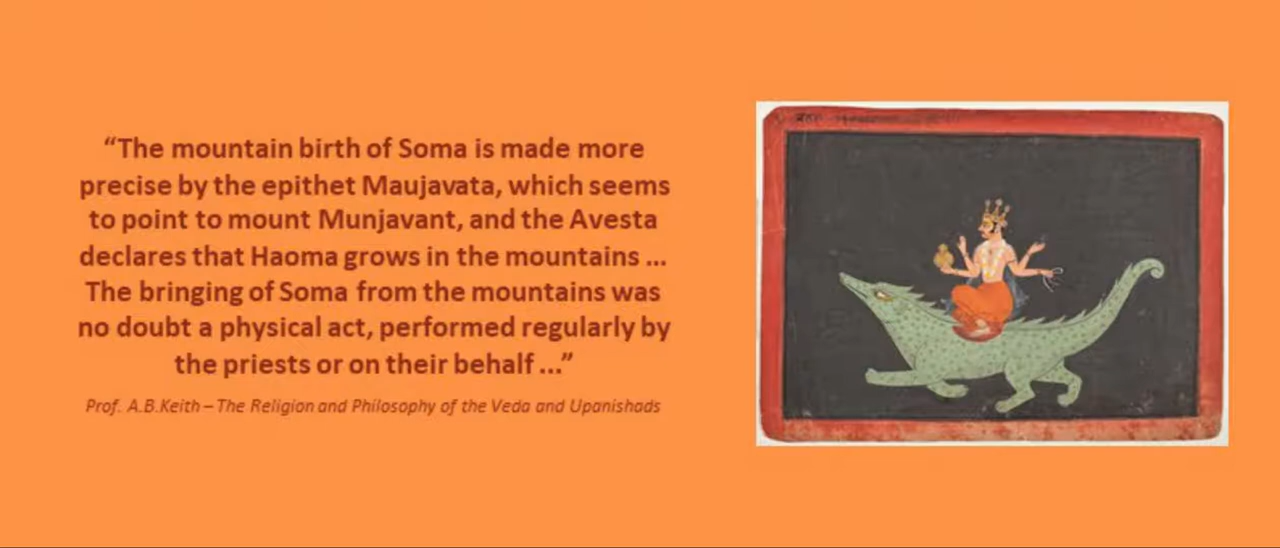 “The mountain birth of Soma is made more
precise by the epithet Maujavata, which seems
to point to mount Munjavant, and the Avesta
declares that Haoma grows in the mountains ...
The bringing of Soma from the mountains was
no doubt a physical act, performed regularly by
the priests or on their behalf ...”
Prof. A.B.Keith – The Religion and Philosophy of the Veda and Upanishads